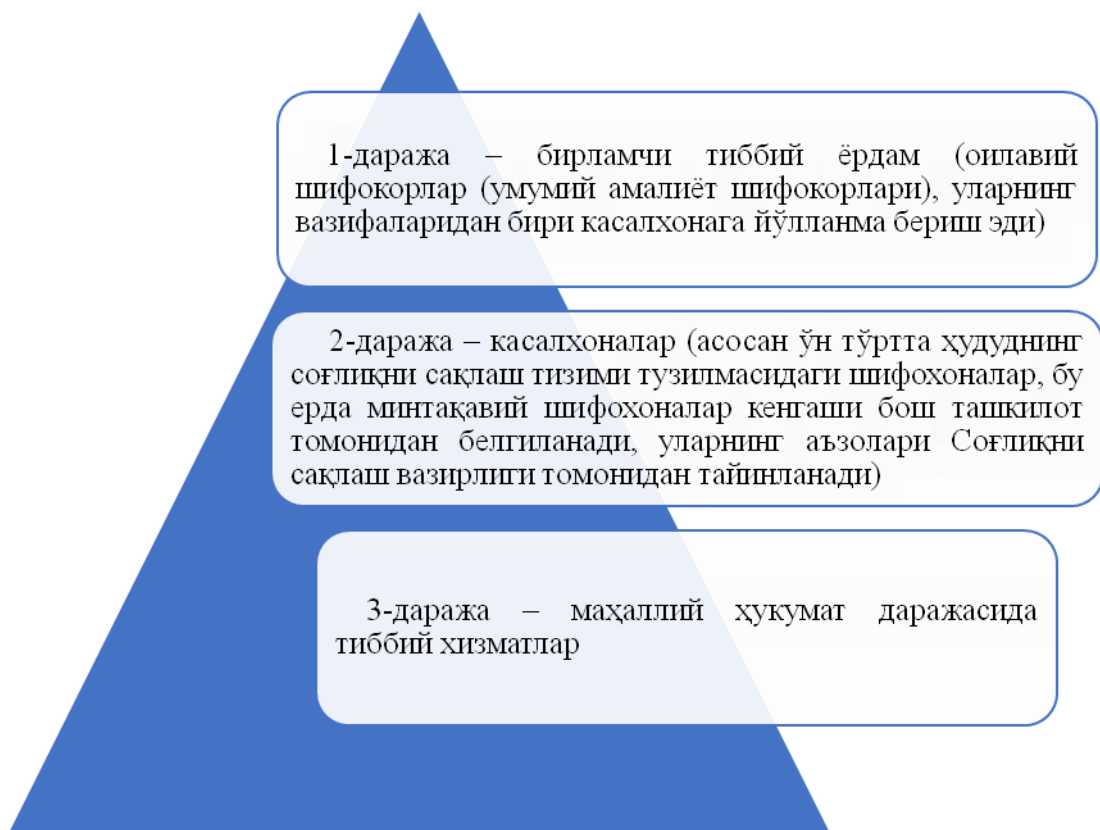 1-даража – бирламчи тиббий ёрдам (оилавий
шифокорлар (умумий амалиёт шифокорлари), уларнинг
вазифаларидан бири касалхонага йўлланма бериш эди)
2-даража – касалхоналар (асосан ўн тўртта ҳудуднинг
соғлиқни сақлаш тизими тузилмасидаги шифохоналар, бу
ерда минтақавий шифохоналар кенгаши бош ташкилот
томонидан белгиланади, уларнинг аъзолари Соғлиқни
сақлаш вазирлиги томонидан тайинланади)
3-даража – маҳаллий ҳукумат даражасида
тиббий хизматлар